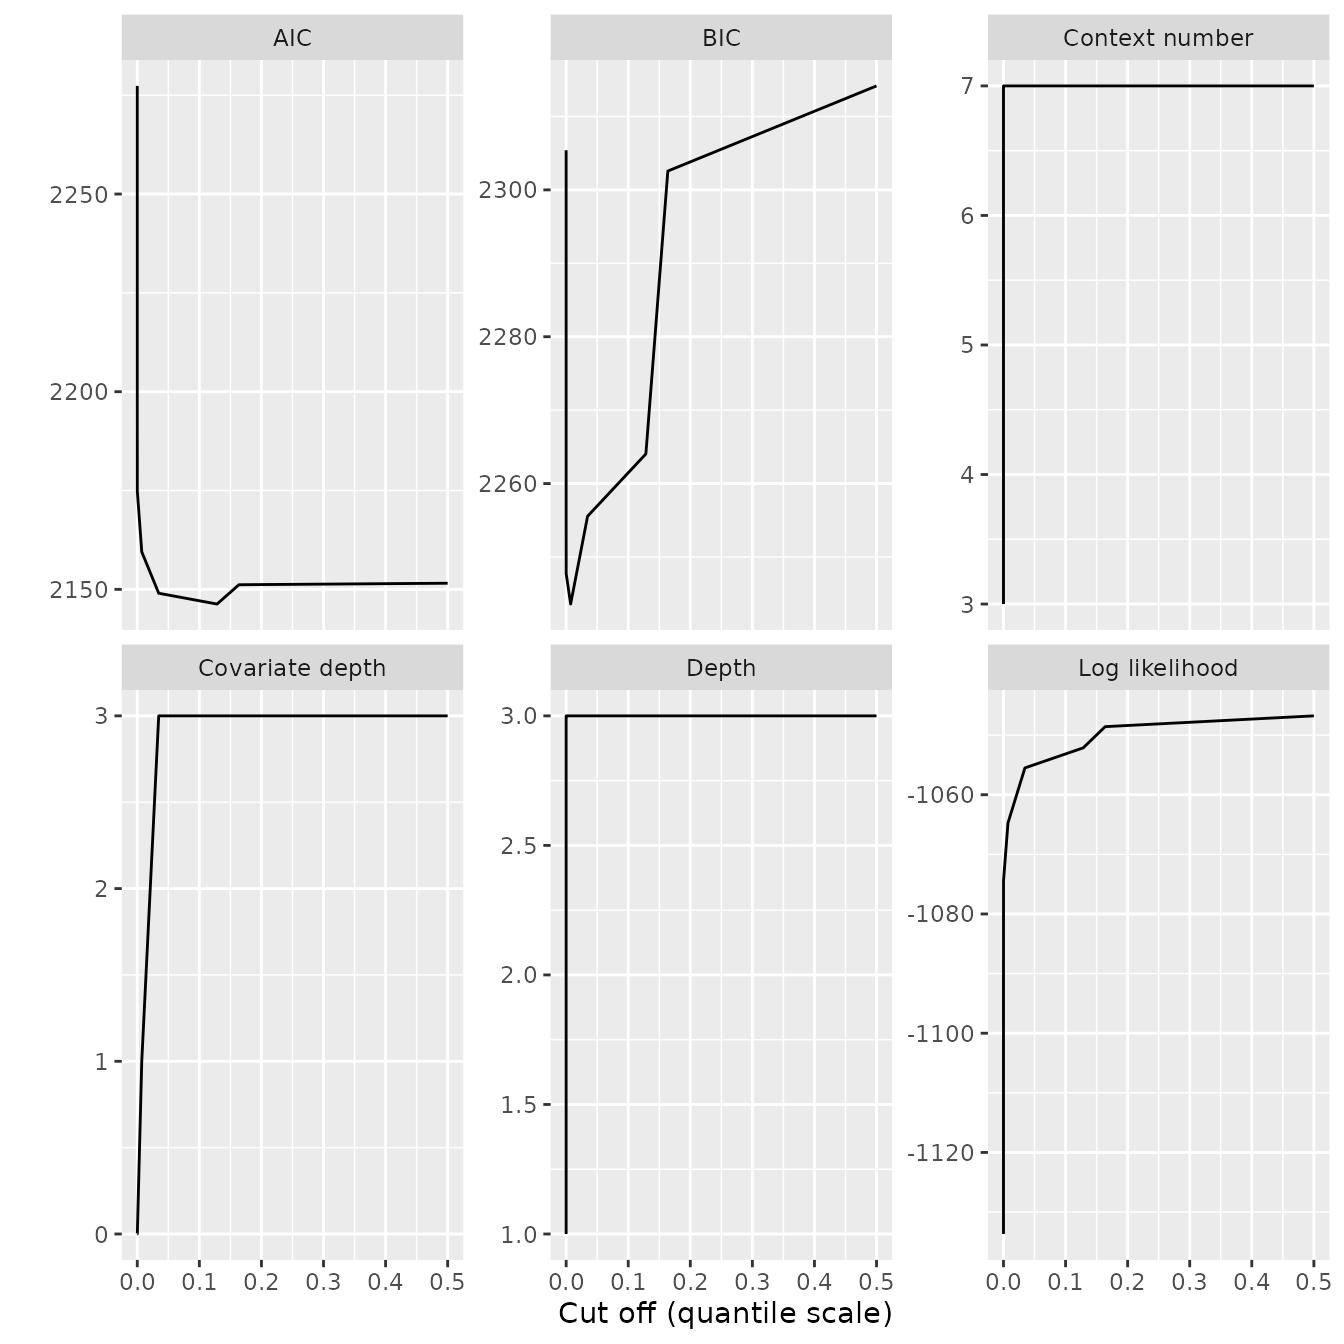 AIC
BIC
Context number
2250
2200
2150
2300
2280
2260
7
6
5
4
3
Covariate depth
Depth
Log likelihood
3
2
1
0
3.0
2.5
2.0
1.5
1.0
-1060
-1080
-1100
-1120
0.0 0.1 0.2 0.3 0.4 0.5
0.0 0.1 0.2 0.3 0.4 0.5
0.0 0.1 0.2 0.3 0.4 0.5
Cut off (quantile scale)